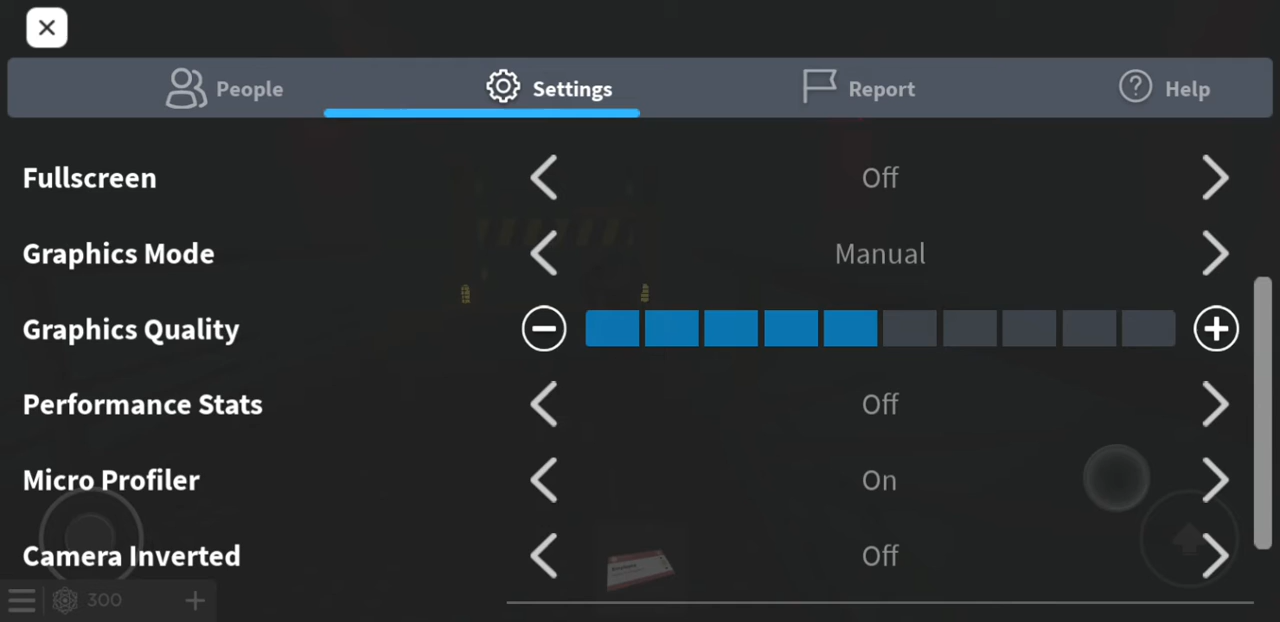 People
Settings
Report
Help
Fullscreen
Off
Graphics Mode
Manual
Graphics Quality
Performance Stats
Off
Micro Profiler
On
Camera Inverted
Off
300